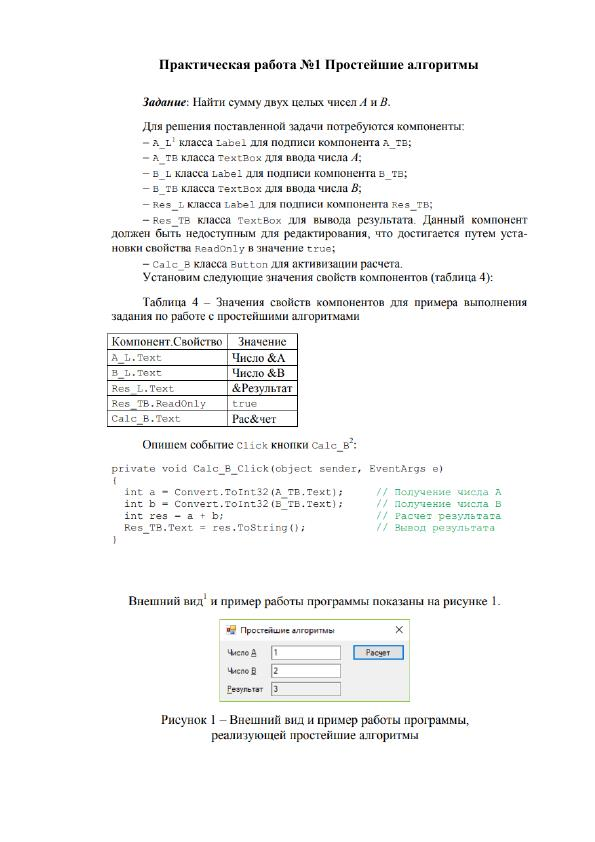 Практическая работа №1 Простейшие алгоритмы
Задание: Найти сумму двух целых чисел A и B.
Для решения поставленной задачи потребуются компоненты:
– A_L¹ класса Label для подписи компонента A_TB;
– A_TB класса TextBox для ввода числа A;
– B_L класса Label для подписи компонента B_TB;
– B_TB класса TextBox для ввода числа B;
– Res_L класса Label для подписи компонента Res_TB;
– Res_TB класса TextBox для вывода результата. Данный компонент
должен быть недоступным для редактирования, что достигается путем уста-
новки свойства ReadOnly в значение true;
– Calc_B класса Button для активизации расчета.
Установим следующие значения свойств компонентов (таблица 4):
Таблица 4 – Значения свойств компонентов для примера выполнения
задания по работе с простейшими алгоритмами
Компонент.Свойство Значение
A_L.Text Число &A
B_L.Text Число &B
Res_L.Text &Результат
Res_TB.ReadOnly true
Calc_B.Text Рас&чет
Опишем событие Click кнопки Calc_B²:
private void Calc_B_Click(object sender, EventArgs e)
{
int a = Convert.ToInt32(A_TB.Text); // Получение числа A
int b = Convert.ToInt32(B_TB.Text); // Получение числа B
int res = a + b; // Расчет результата
Res_TB.Text = res.ToString(); // Вывод результата
}
Внешний вид¹ и пример работы программы показаны на рисунке 1.
Простейшие алгоритмы
Число A 1 Расчет
Число B 2
Результат 3
Рисунок 1 – Внешний вид и пример работы программы,
реализующей простейшие алгоритмы